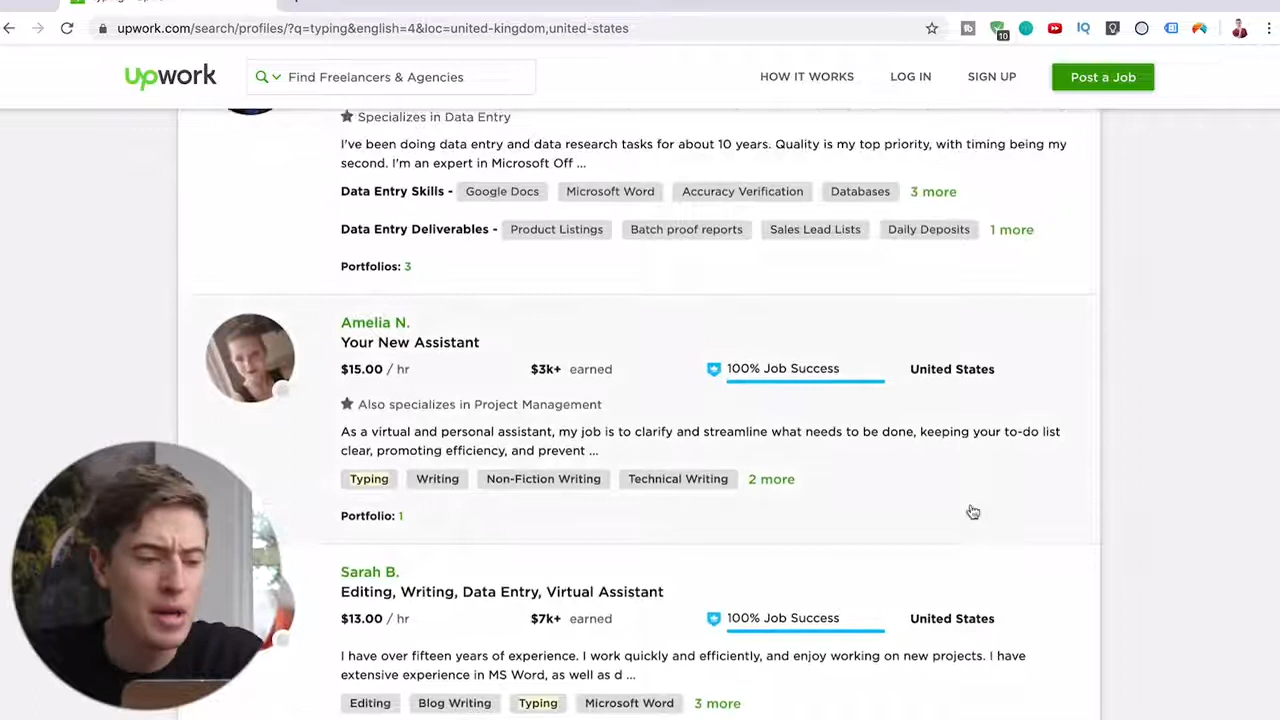 upwork.com/search/profiles/?q=typing&english=4&loc=united-kingdom,united-states
10
IQ
upwork
Find Freelancers & Agencies
HOW IT WORKS
LOG IN
SIGN UP
Post a Job
Specializes in Data Entry
I've been doing data entry and data research tasks for about 10 years. Quality is my top priority, with timing being my
second. I'm an expert in Microsoft Off ...
Data Entry Skills - Google Docs Microsoft Word Accuracy Verification Databases 3 more
Data Entry Deliverables - Product Listings Batch proof reports Sales Lead Lists Daily Deposits 1 more
Portfolios: 3
Amelia N.
Your New Assistant
$15.00 / hr $3k+ earned 100% Job Success United States
Also specializes in Project Management
As a virtual and personal assistant, my job is to clarify and streamline what needs to be done, keeping your to-do list
clear, promoting efficiency, and prevent ...
Typing Writing Non-Fiction Writing Technical Writing 2 more
Portfolio: 1
Sarah B.
Editing, Writing, Data Entry, Virtual Assistant
$13.00 / hr $7k+ earned 100% Job Success United States
I have over fifteen years of experience. I work quickly and efficiently, and enjoy working on new projects. I have
extensive experience in MS Word, as well as d ...
Editing Blog Writing Typing Microsoft Word 3 more